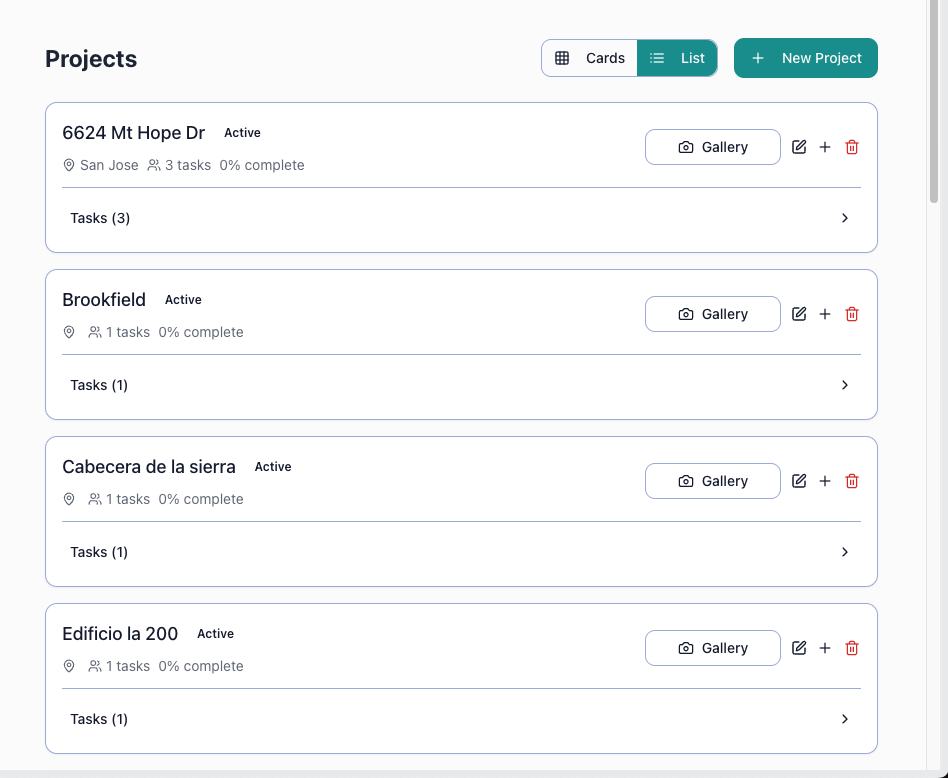 Projects
Cards
List
New Project
6624 Mt Hope Dr
Active
San Jose 3 tasks 0% complete
Gallery
Tasks (3)
Brookfield
Active
1 tasks 0% complete
Gallery
Tasks (1)
Cabecera de la sierra
Active
1 tasks 0% complete
Gallery
Tasks (1)
Edificio la 200
Active
1 tasks 0% complete
Gallery
Tasks (1)